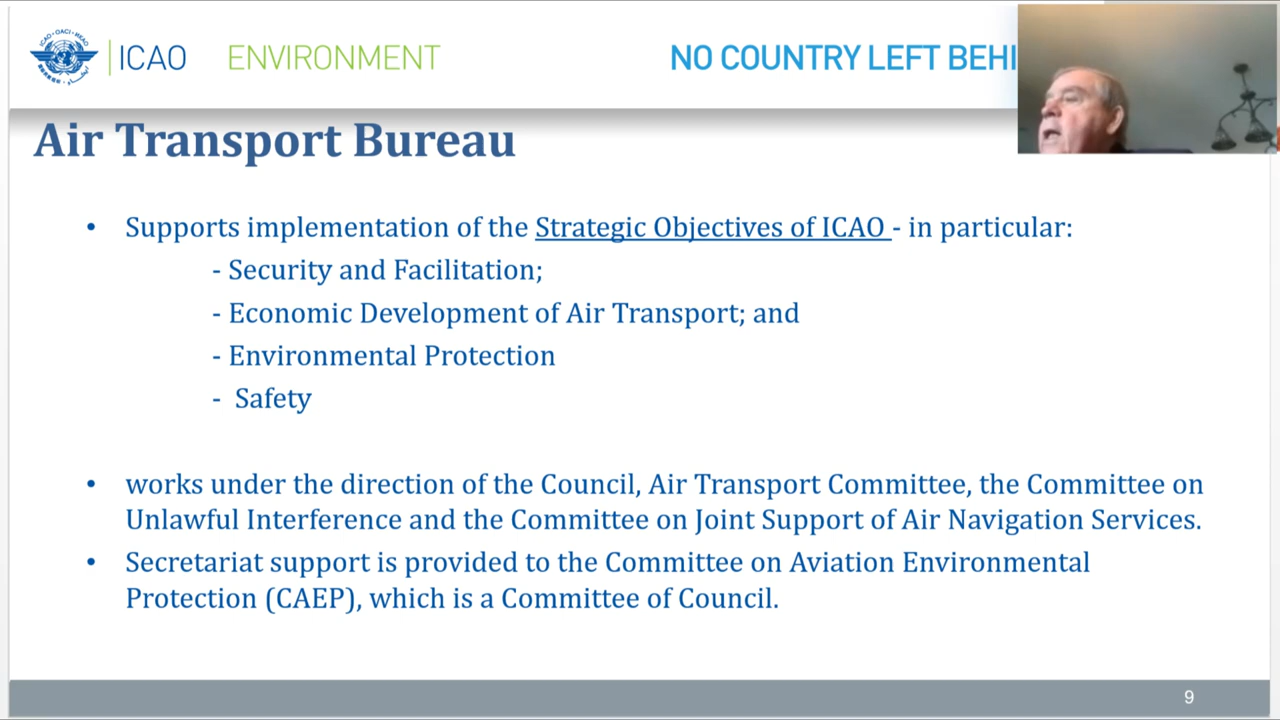 ICAO ENVIRONMENT NO COUNTRY LEFT BEHI
Air Transport Bureau
• Supports implementation of the Strategic Objectives of ICAO - in particular:
- Security and Facilitation;
- Economic Development of Air Transport; and
- Environmental Protection
- Safety
• works under the direction of the Council, Air Transport Committee, the Committee on
Unlawful Interference and the Committee on Joint Support of Air Navigation Services.
• Secretariat support is provided to the Committee on Aviation Environmental
Protection (CAEP), which is a Committee of Council.
9